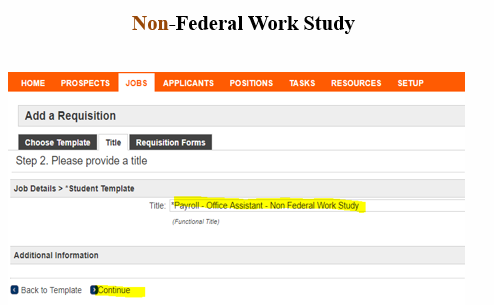 Non-Federal Work Study
HOME PROSPECTS JOBS APPLICANTS POSITIONS TASKS RESOURCES SETUP
Add a Requisition
Choose Template Title Requisition Forms
Step 2. Please provide a title
Job Details > *Student Template
Title: *Payroll - Office Assistant - Non Federal Work Study
(Functional Title)
Additional Information
Back to Template Continue